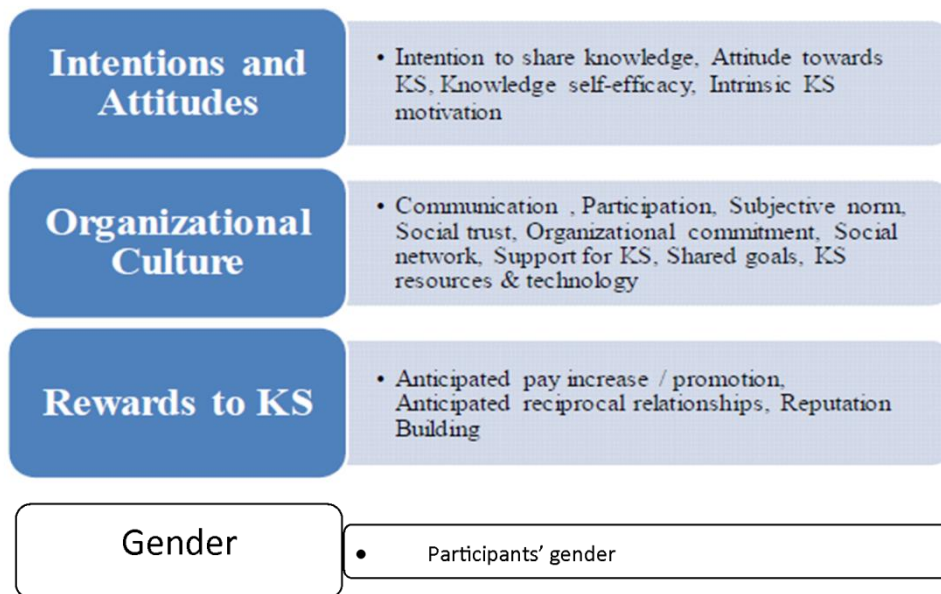 Intentions and
Attitudes
• Intention to share knowledge, Attitude towards
KS, Knowledge self-efficacy, Intrinsic KS
motivation
Organizational
Culture
• Communication , Participation, Subjective norm,
Social trust, Organizational commitment, Social
network, Support for KS, Shared goals, KS
resources & technology
Rewards to KS
• Anticipated pay increase / promotion,
Anticipated reciprocal relationships, Reputation
Building
Gender
• Participants’ gender